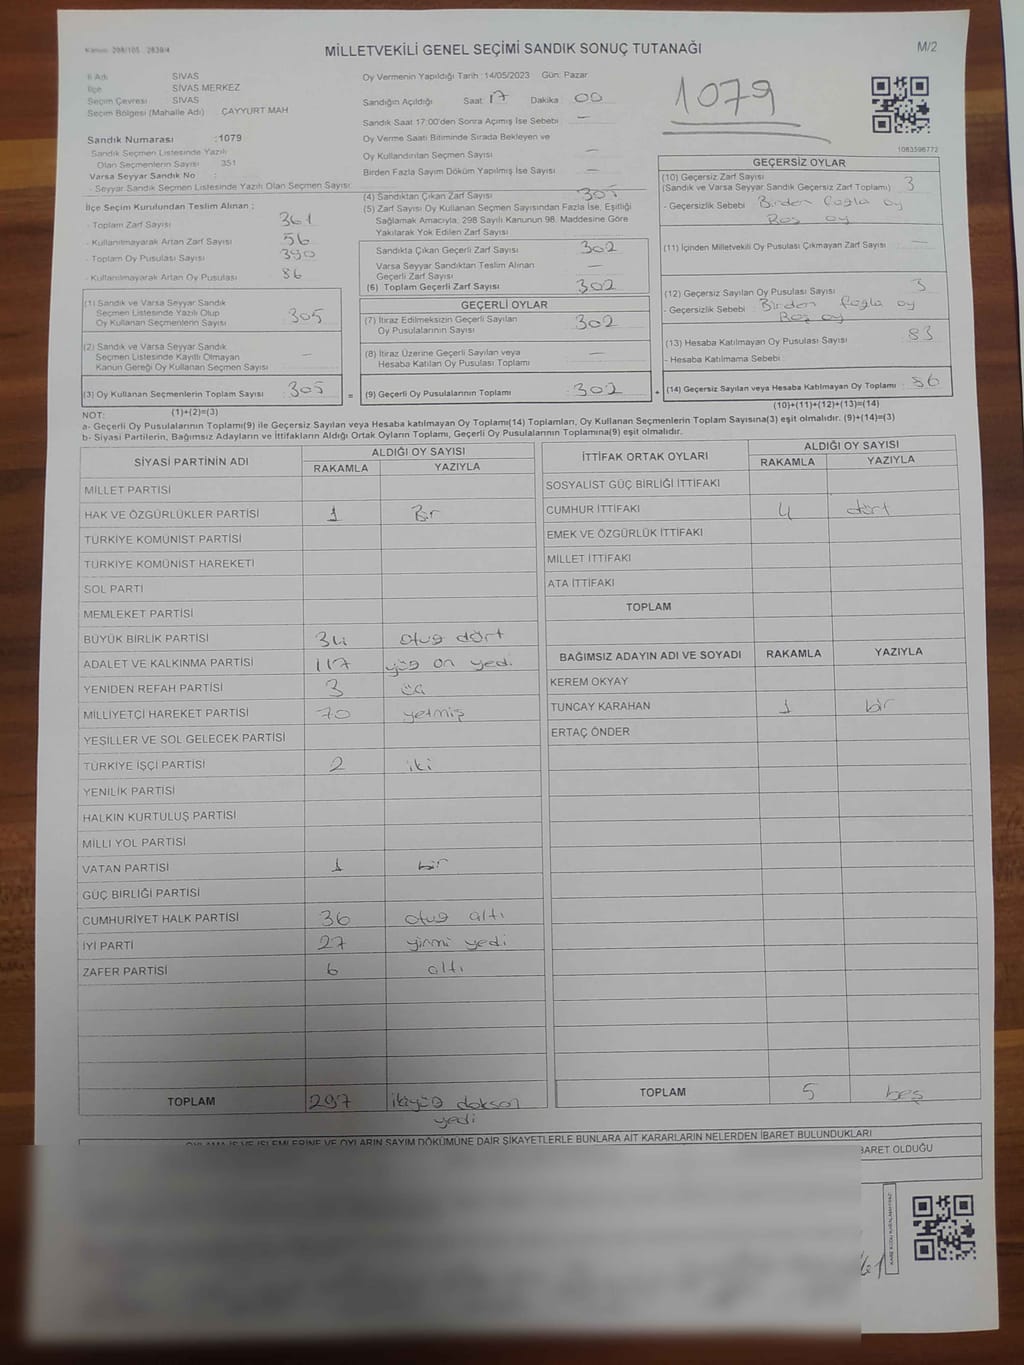 Kanun: 298/105 2839/4
MİLLETVEKİLİ GENEL SEÇİMİ SANDIK SONUÇ TUTANAĞI
M/2
İl Adı SİVAS
İlçe SİVAS MERKEZ
Seçim Çevresi SİVAS
Seçim Bölgesi (Mahalle Adı) ÇAYYURT MAH
Sandık Numarası :1079
Sandık Seçmen Listesinde Yazılı
Olan Seçmenlerin Sayısı 351
Varsa Seyyar Sandık No :
- Seyyar Sandık Seçmen Listesinde Yazılı Olan Seçmen Sayısı
İlçe Seçim Kurulundan Teslim Alınan ;
- Toplam Zarf Sayısı 361
- Kullanılmayarak Artan Zarf Sayısı 56
- Toplam Oy Pusulası Sayısı 390
- Kullanılmayarak Artan Oy Pusulası 86
Oy Vermenin Yapıldığı Tarih :14/05/2023 Gün: Pazar
Sandığın Açıldığı Saat 17 Dakika 00
Sandık Saat 17:00'den Sonra Açımış İse Sebebi —
Oy Verme Saati Bitiminde Sırada Bekleyen ve
Oy Kullandırılan Seçmen Sayısı —
Birden Fazla Sayım Döküm Yapılmış İse Sayısı —
(4) Sandıktan Çıkan Zarf Sayısı 305
(5) Zarf Sayısı Oy Kullanan Seçmen Sayısından Fazla İse, Eşitliği
Sağlamak Amacıyla, 298 Sayılı Kanunun 98. Maddesine Göre
Yakılarak Yok Edilen Zarf Sayısı
Sandıkta Çıkan Geçerli Zarf Sayısı 302
Varsa Seyyar Sandıktan Teslim Alınan
Geçerli Zarf Sayısı —
(6) Toplam Geçerli Zarf Sayısı 302
1079
1083596772
GEÇERSİZ OYLAR
(10) Geçersiz Zarf Sayısı
(Sandık ve Varsa Seyyar Sandık Geçersiz Zarf Toplamı) 3
- Geçersizlik Sebebi Birden fazla oy
Boş oy
(11) İçinden Milletvekili Oy Pusulası Çıkmayan Zarf Sayısı —
(12) Geçersiz Sayılan Oy Pusulası Sayısı 3
- Geçersizlik Sebebi Birden fazla oy
Boş oy
(13) Hesaba Katılmayan Oy Pusulası Sayısı 83
- Hesaba Katılmama Sebebi
(14) Geçersiz Sayılan veya Hesaba Katılmayan Oy Toplamı 86
(10)+(11)+(12)+(13)=(14)
(1) Sandık ve Varsa Seyyar Sandık
Seçmen Listesinde Yazılı Olup
Oy Kullanan Seçmenlerin Sayısı 305
(2) Sandık ve Varsa Seyyar Sandık
Seçmen Listesinde Kayıtlı Olmayan
Kanun Gereği Oy Kullanan Seçmen Sayısı —
(3) Oy Kullanan Seçmenlerin Toplam Sayısı 305 =
(1)+(2)=(3)
GEÇERLİ OYLAR
(7) İtiraz Edilmeksizin Geçerli Sayılan
Oy Pusulalarının Sayısı 302
(8) İtiraz Üzerine Geçerli Sayılan veya
Hesaba Katılan Oy Pusulası Toplamı —
(9) Geçerli Oy Pusulalarının Toplamı 302 +
NOT:
a- Geçerli Oy Pusulalarının Toplamı(9) ile Geçersiz Sayılan veya Hesaba katılmayan Oy Toplamı(14) Toplamları, Oy Kullanan Seçmenlerin Toplam Sayısına(3) eşit olmalıdır. (9)+(14)=(3)
b- Siyasi Partilerin, Bağımsız Adayların ve İttifakların Aldığı Ortak Oyların Toplamı, Geçerli Oy Pusulalarının Toplamına(9) eşit olmalıdır.
SİYASİ PARTİNİN ADI ALDIĞI OY SAYISI
RAKAMLA YAZIYLA
MİLLET PARTİSİ
HAK VE ÖZGÜRLÜKLER PARTİSİ 1 Bir
TÜRKİYE KOMÜNİST PARTİSİ
TÜRKİYE KOMÜNİST HAREKETİ
SOL PARTİ
MEMLEKET PARTİSİ
BÜYÜK BİRLİK PARTİSİ 34 otuz dört
ADALET VE KALKINMA PARTİSİ 117 yüz on yedi
YENİDEN REFAH PARTİSİ 3 üç
MİLLİYETÇİ HAREKET PARTİSİ 70 yetmiş
YEŞİLLER VE SOL GELECEK PARTİSİ
TÜRKİYE İŞÇİ PARTİSİ 2 iki
YENİLİK PARTİSİ
HALKIN KURTULUŞ PARTİSİ
MİLLİ YOL PARTİSİ
VATAN PARTİSİ 1 bir
GÜÇ BİRLİĞİ PARTİSİ
CUMHURİYET HALK PARTİSİ 36 otuz altı
İYİ PARTİ 27 yirmi yedi
ZAFER PARTİSİ 6 altı
TOPLAM 297 ikiyüz doksan
yedi
İTTİFAK ORTAK OYLARI ALDIĞI OY SAYISI
RAKAMLA YAZIYLA
SOSYALİST GÜÇ BİRLİĞİ İTTİFAKI
CUMHUR İTTİFAKI 4 dört
EMEK VE ÖZGÜRLÜK İTTİFAKI
MİLLET İTTİFAKI
ATA İTTİFAKI
TOPLAM
BAĞIMSIZ ADAYIN ADI VE SOYADI RAKAMLA YAZIYLA
KEREM OKYAY
TUNCAY KARAHAN 1 bir
ERTAÇ ÖNDER
TOPLAM 5 beş
OYLAMA İŞ VE İŞLEMLERİNE VE OYLARIN SAYIM DÖKÜMÜNE DAİR ŞİKAYETLERLE BUNLARA AİT KARARLARIN NELERDEN İBARET BULUNDUKLARI
BARET OLDUĞU